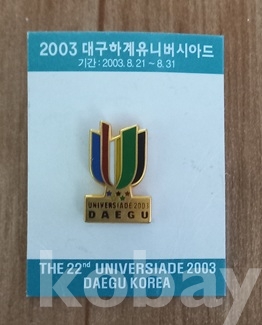 2003 대구하계유니버시아드
기간 : 2003. 8. 21 ~ 8. 31
UNIVERSIADE 2003
DAEGU
THE 22nd UNIVERSIADE 2003
DAEGU KOREA
kobay